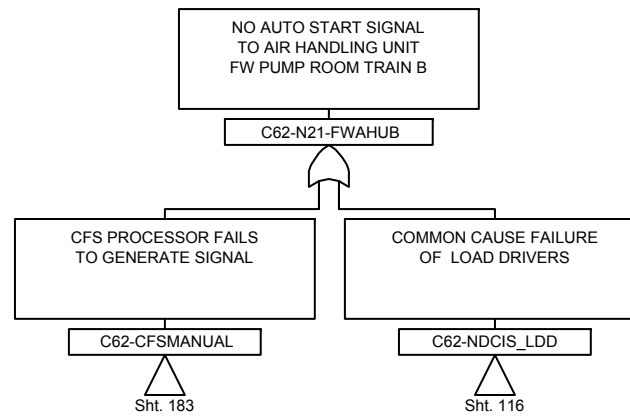 NO AUTO START SIGNAL
TO AIR HANDLING UNIT
FW PUMP ROOM TRAIN B
C62-N21-FWAHUB
CFS PROCESSOR FAILS
TO GENERATE SIGNAL
COMMON CAUSE FAILURE
OF LOAD DRIVERS
C62-CFSMANUAL
C62-NDCIS_LDD
Sht. 183
Sht. 116